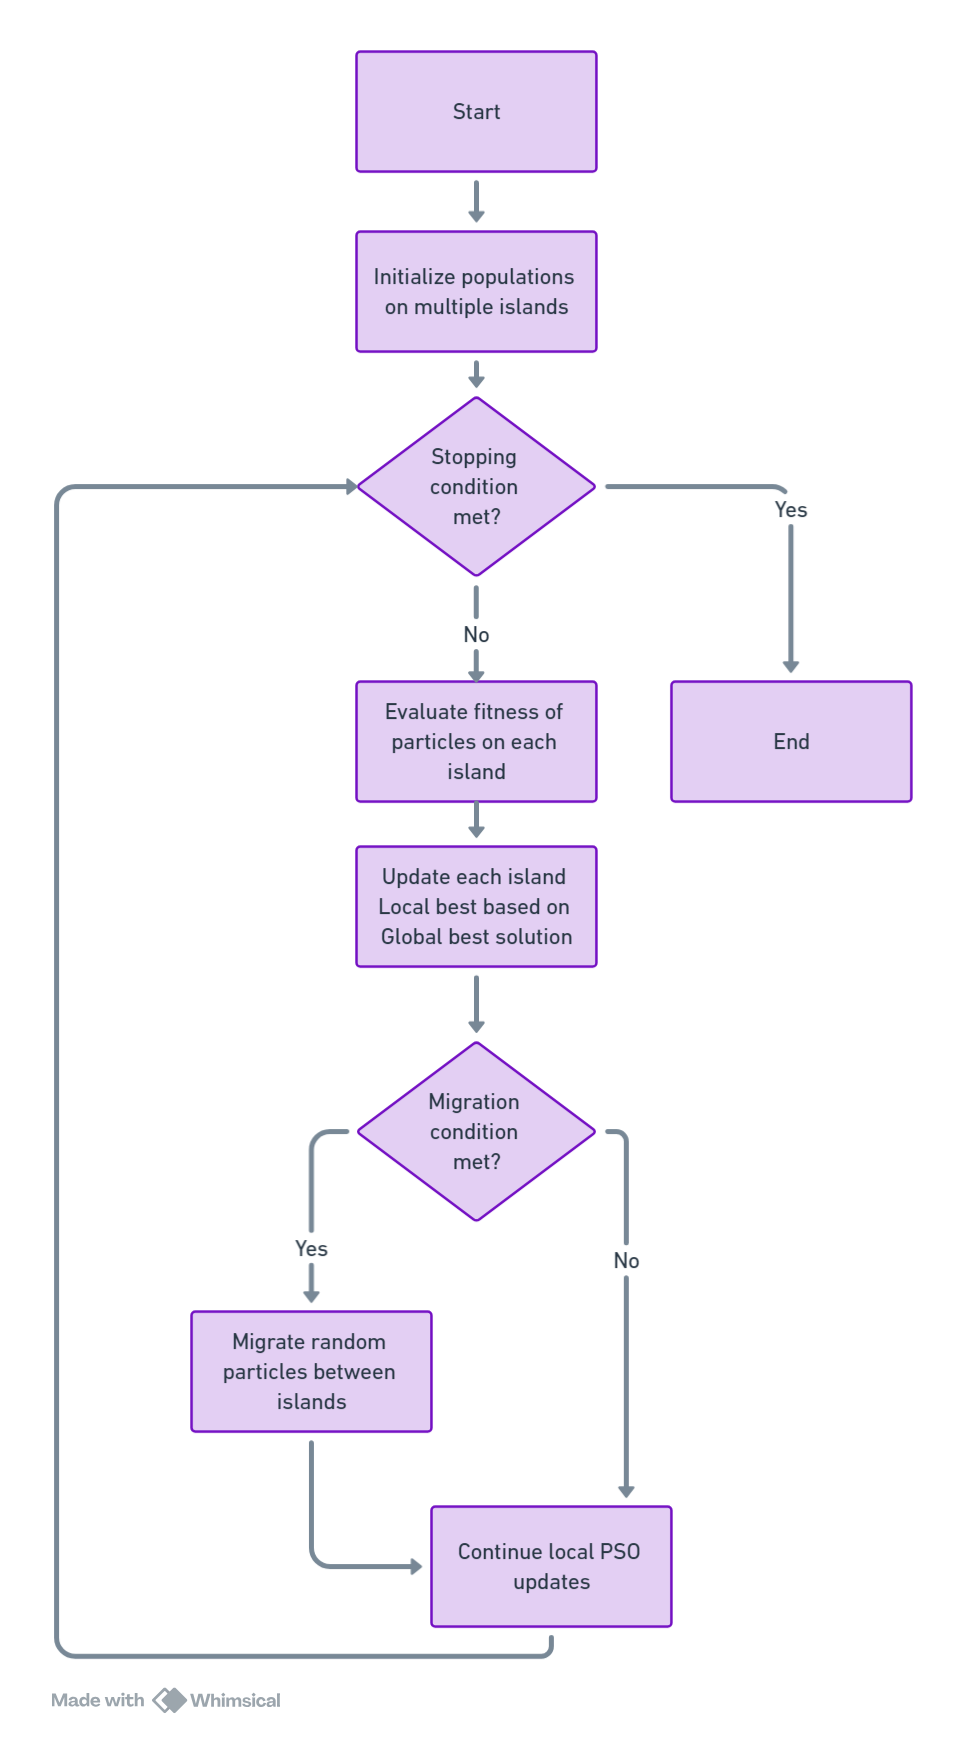 Start
Initialize populations
on multiple islands
Stopping
condition
met?
Yes
No
Evaluate fitness of
particles on each
island
End
Update each island
Local best based on
Global best solution
Migration
condition
met?
Yes
No
Migrate random
particles between
islands
Continue local PSO
updates
Made with Whimsical